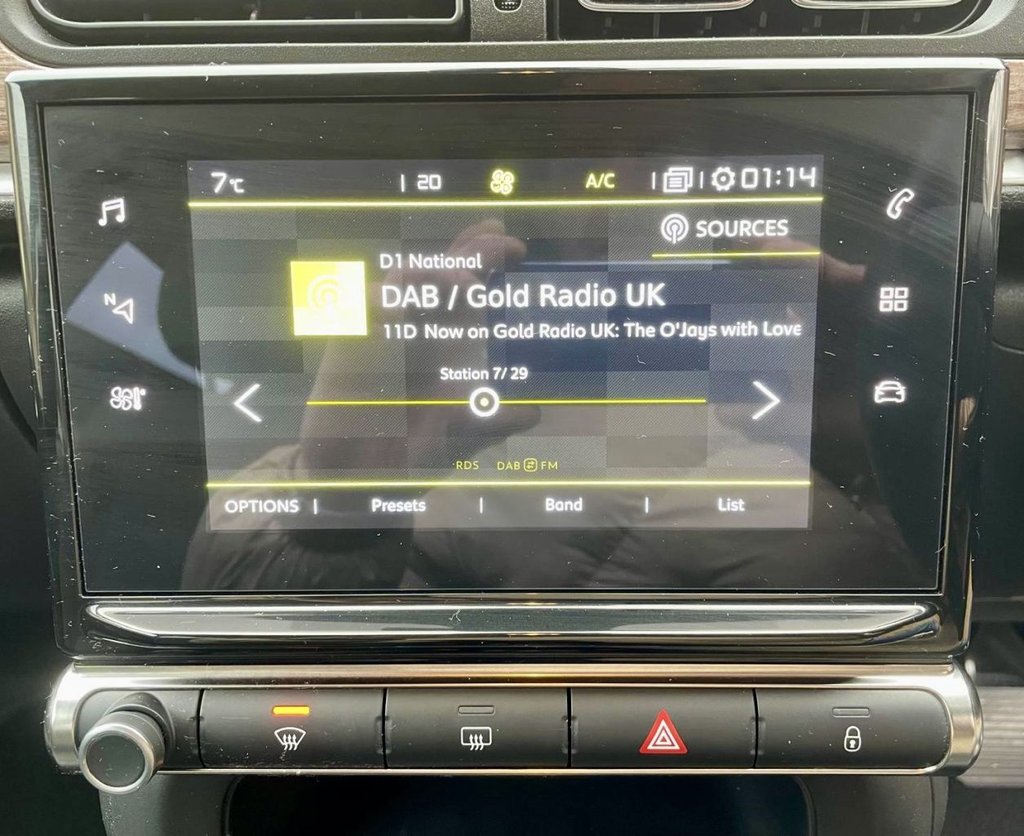 7°C | 20 A/C | | 01:14
SOURCES
D1 National
DAB / Gold Radio UK
11D Now on Gold Radio UK: The O'Jays with Love
Station 7/ 29
N
RDS DAB FM
OPTIONS | Presets | Band | List